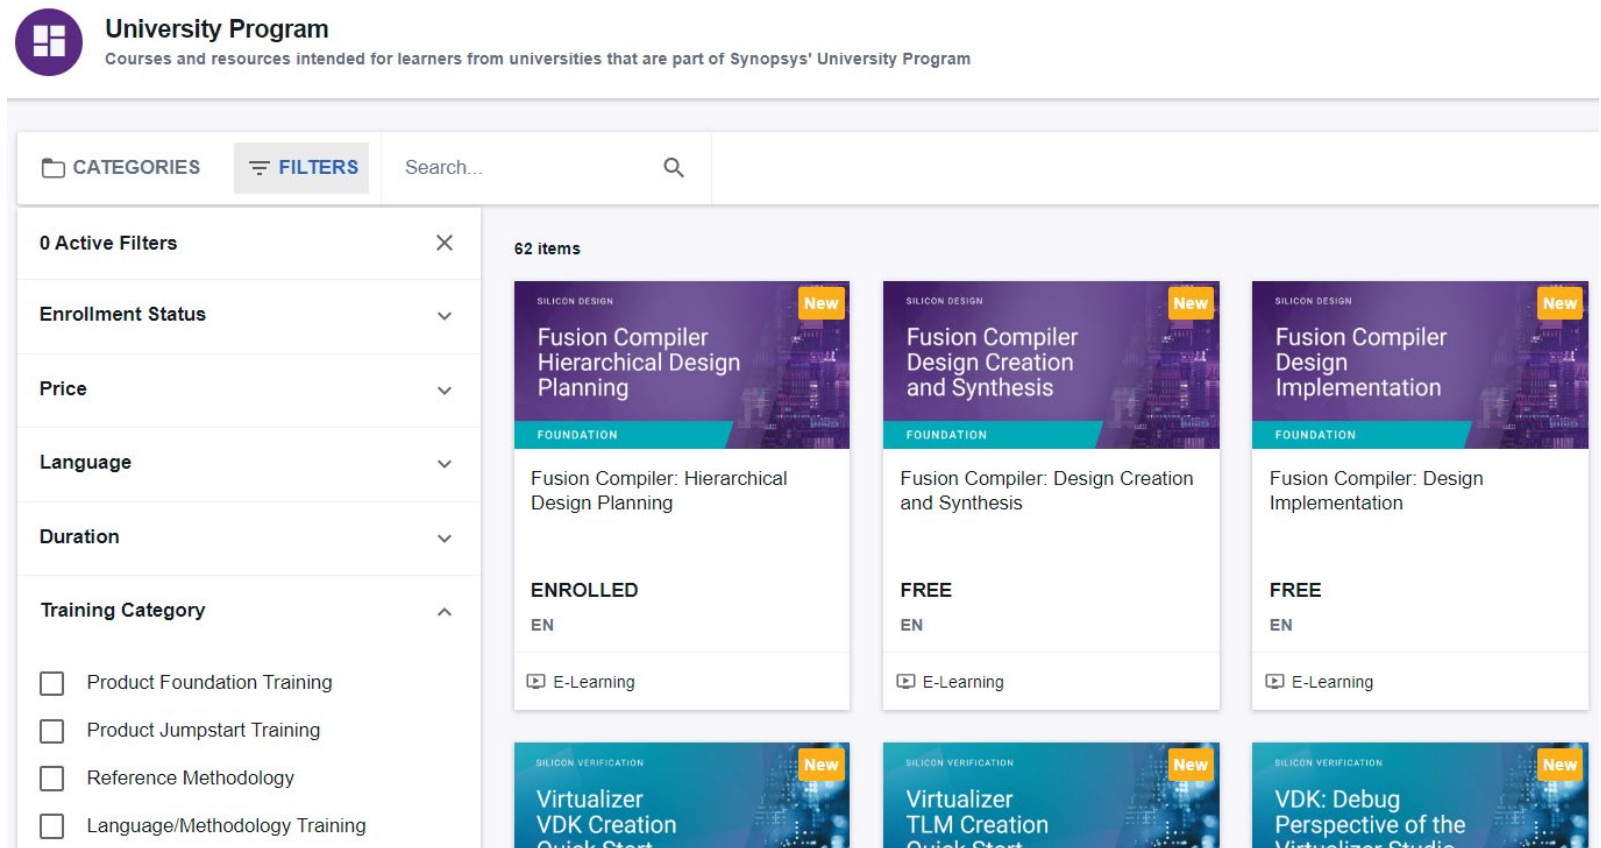 University Program
Courses and resources intended for learners from universities that are part of Synopsys' University Program
CATEGORIES
FILTERS
Search...
0 Active Filters
Enrollment Status
Price
Language
Duration
Training Category
Product Foundation Training
Product Jumpstart Training
Reference Methodology
Language/Methodology Training
62 items
SILICON DESIGN
New
Fusion Compiler
Hierarchical Design
Planning
FOUNDATION
Fusion Compiler: Hierarchical
Design Planning
ENROLLED
EN
E-Learning
SILICON DESIGN
New
Fusion Compiler
Design Creation
and Synthesis
FOUNDATION
Fusion Compiler: Design Creation
and Synthesis
FREE
EN
E-Learning
SILICON DESIGN
New
Fusion Compiler
Design
Implementation
FOUNDATION
Fusion Compiler: Design
Implementation
FREE
EN
E-Learning
SILICON VERIFICATION
New
Virtualizer
VDK Creation
Quick Start
SILICON VERIFICATION
New
Virtualizer
TLM Creation
Quick Start
SILICON VERIFICATION
New
VDK: Debug
Perspective of the
Virtualizer Studio